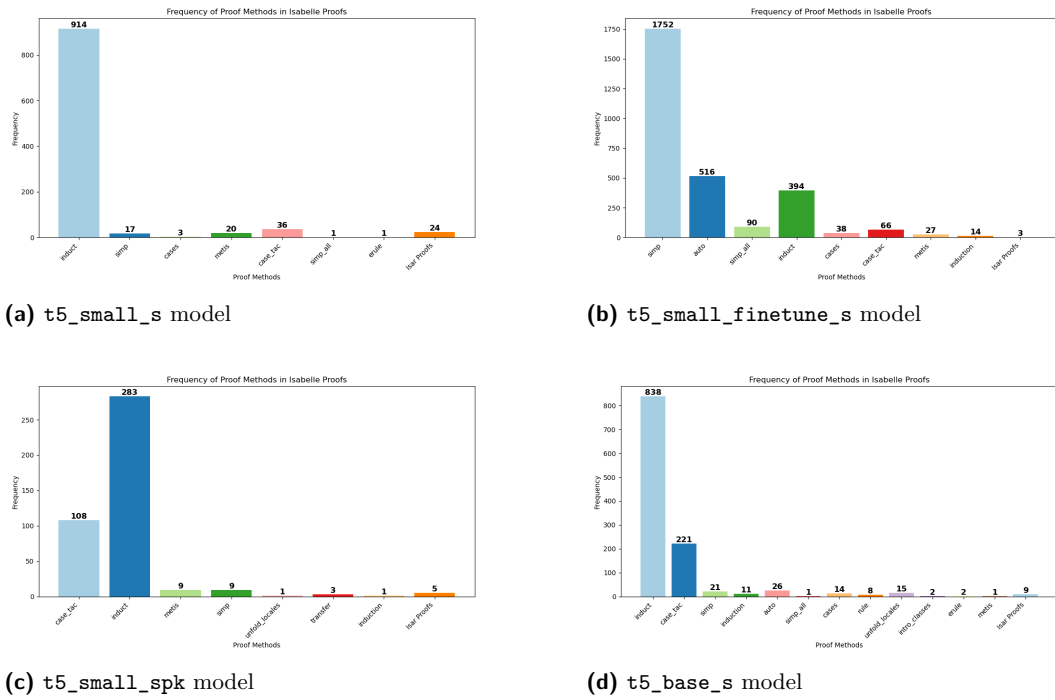 Frequency of Proof Methods in Isabelle Proofs
Frequency
800
600
400
200
0
914
17
3
20
36
1
1
24
induct
simp
cases
metis
case_tac
simp_all
erule
Isar Proofs
Proof Methods
(a) t5_small_s model
Frequency of Proof Methods in Isabelle Proofs
Frequency
1750
1500
1250
1000
750
500
250
0
1752
516
90
394
38
66
27
14
3
simp
auto
simp_all
induct
cases
case_tac
metis
induction
Isar Proofs
Proof Methods
(b) t5_small_finetune_s model
Frequency of Proof Methods in Isabelle Proofs
Frequency
250
200
150
100
50
0
108
283
9
9
1
3
1
5
case_tac
induct
metis
simp
unfold_locales
transfer
induction
Isar Proofs
Proof Methods
(c) t5_small_spk model
Frequency of Proof Methods in Isabelle Proofs
Frequency
800
700
600
500
400
300
200
100
0
838
221
21
11
26
1
14
8
15
2
2
1
9
induct
case_tac
simp
induction
auto
simp_all
cases
rule
unfold_locales
intro_classes
erule
metis
Isar Proofs
Proof Methods
(d) t5_base_s model